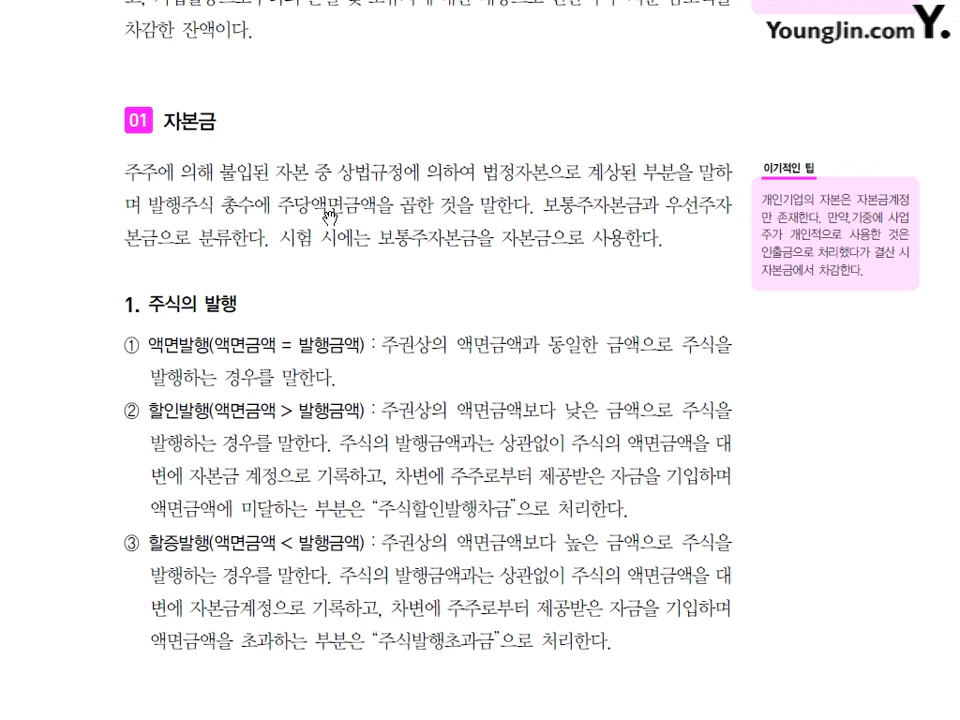 차감한 잔액이다.
YoungJin.com Y.
01 자본금
주주에 의해 불입된 자본 중 상법규정에 의하여 법정자본으로 계상된 부분을 말하
며 발행주식 총수에 주당액면금액을 곱한 것을 말한다. 보통주자본금과 우선주자
본금으로 분류한다. 시험 시에는 보통주자본금을 자본금으로 사용한다.
이기적인 팁
개인기업의 자본은 자본금계정
만 존재한다. 만약,기중에 사업
주가 개인적으로 사용한 것은
인출금으로 처리했다가 결산 시
자본금에서 차감한다.
1. 주식의 발행
① 액면발행(액면금액 = 발행금액) : 주권상의 액면금액과 동일한 금액으로 주식을
발행하는 경우를 말한다.
② 할인발행(액면금액 > 발행금액) : 주권상의 액면금액보다 낮은 금액으로 주식을
발행하는 경우를 말한다. 주식의 발행금액과는 상관없이 주식의 액면금액을 대
변에 자본금 계정으로 기록하고, 차변에 주주로부터 제공받은 자금을 기입하며
액면금액에 미달하는 부분은 “주식할인발행차금”으로 처리한다.
③ 할증발행(액면금액 < 발행금액) : 주권상의 액면금액보다 높은 금액으로 주식을
발행하는 경우를 말한다. 주식의 발행금액과는 상관없이 주식의 액면금액을 대
변에 자본금계정으로 기록하고, 차변에 주주로부터 제공받은 자금을 기입하며
액면금액을 초과하는 부분은 “주식발행초과금”으로 처리한다.